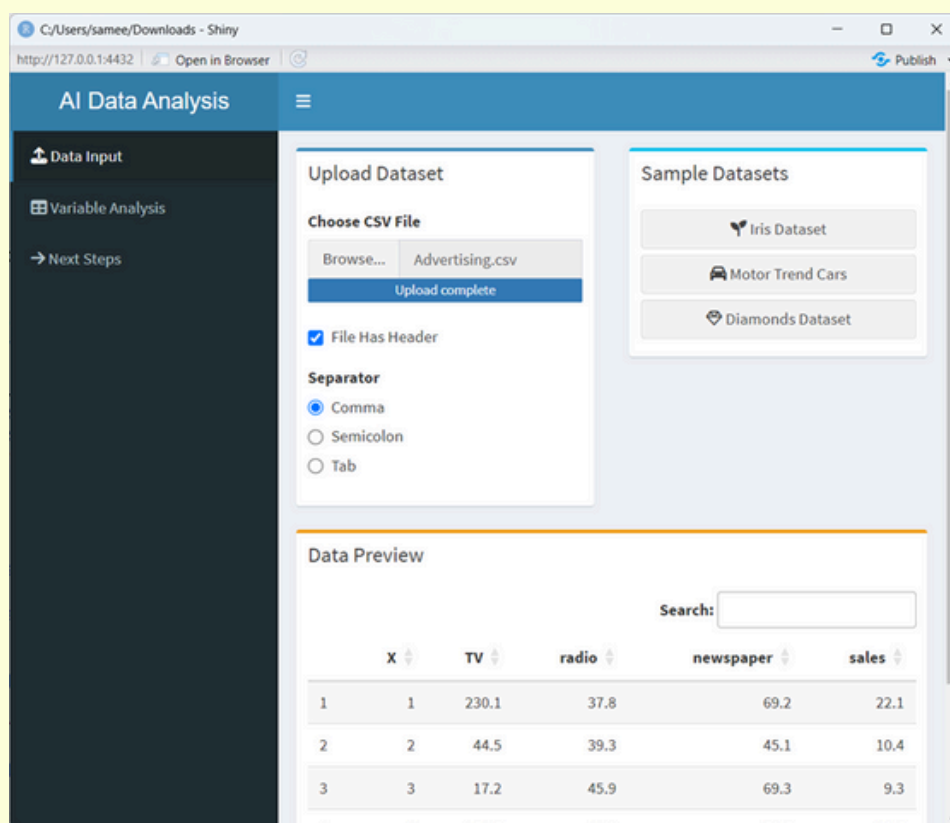 C:/Users/samee/Downloads - Shiny
http://127.0.0.1:4432 Open in Browser Publish
AI Data Analysis
Data Input
Variable Analysis
Next Steps
Upload Dataset
Choose CSV File
Browse... Advertising.csv
Upload complete
File Has Header
Separator
Comma
Semicolon
Tab
Sample Datasets
Iris Dataset
Motor Trend Cars
Diamonds Dataset
Data Preview
Search:
X TV radio newspaper sales
1 1 230.1 37.8 69.2 22.1
2 2 44.5 39.3 45.1 10.4
3 3 17.2 45.9 69.3 9.3